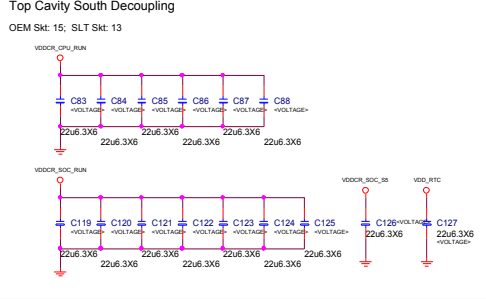 Top Cavity South Decoupling
OEM Skt: 15; SLT Skt: 13
VDDCR_CPU_RUN
C83 C84 C85 C86 C87 C88
<VOLTAGE> <VOLTAGE> <VOLTAGE> <VOLTAGE> <VOLTAGE> <VOLTAGE>
22u6.3X6 22u6.3X6 22u6.3X6
22u6.3X6 22u6.3X6 22u6.3X6
VDDCR_SOC_RUN VDDCR_SOC_S5 VDD_RTC
C119 C120 C121 C122 C123 C124 C125 C126 <VOLTAGE> C127
<VOLTAGE> <VOLTAGE> <VOLTAGE> <VOLTAGE> <VOLTAGE> <VOLTAGE> <VOLTAGE> 22u6.3X6 22u6.3X6
<VOLTAGE>
22u6.3X6 22u6.3X6 22u6.3X6 22u6.3X6
22u6.3X6 22u6.3X6 22u6.3X6